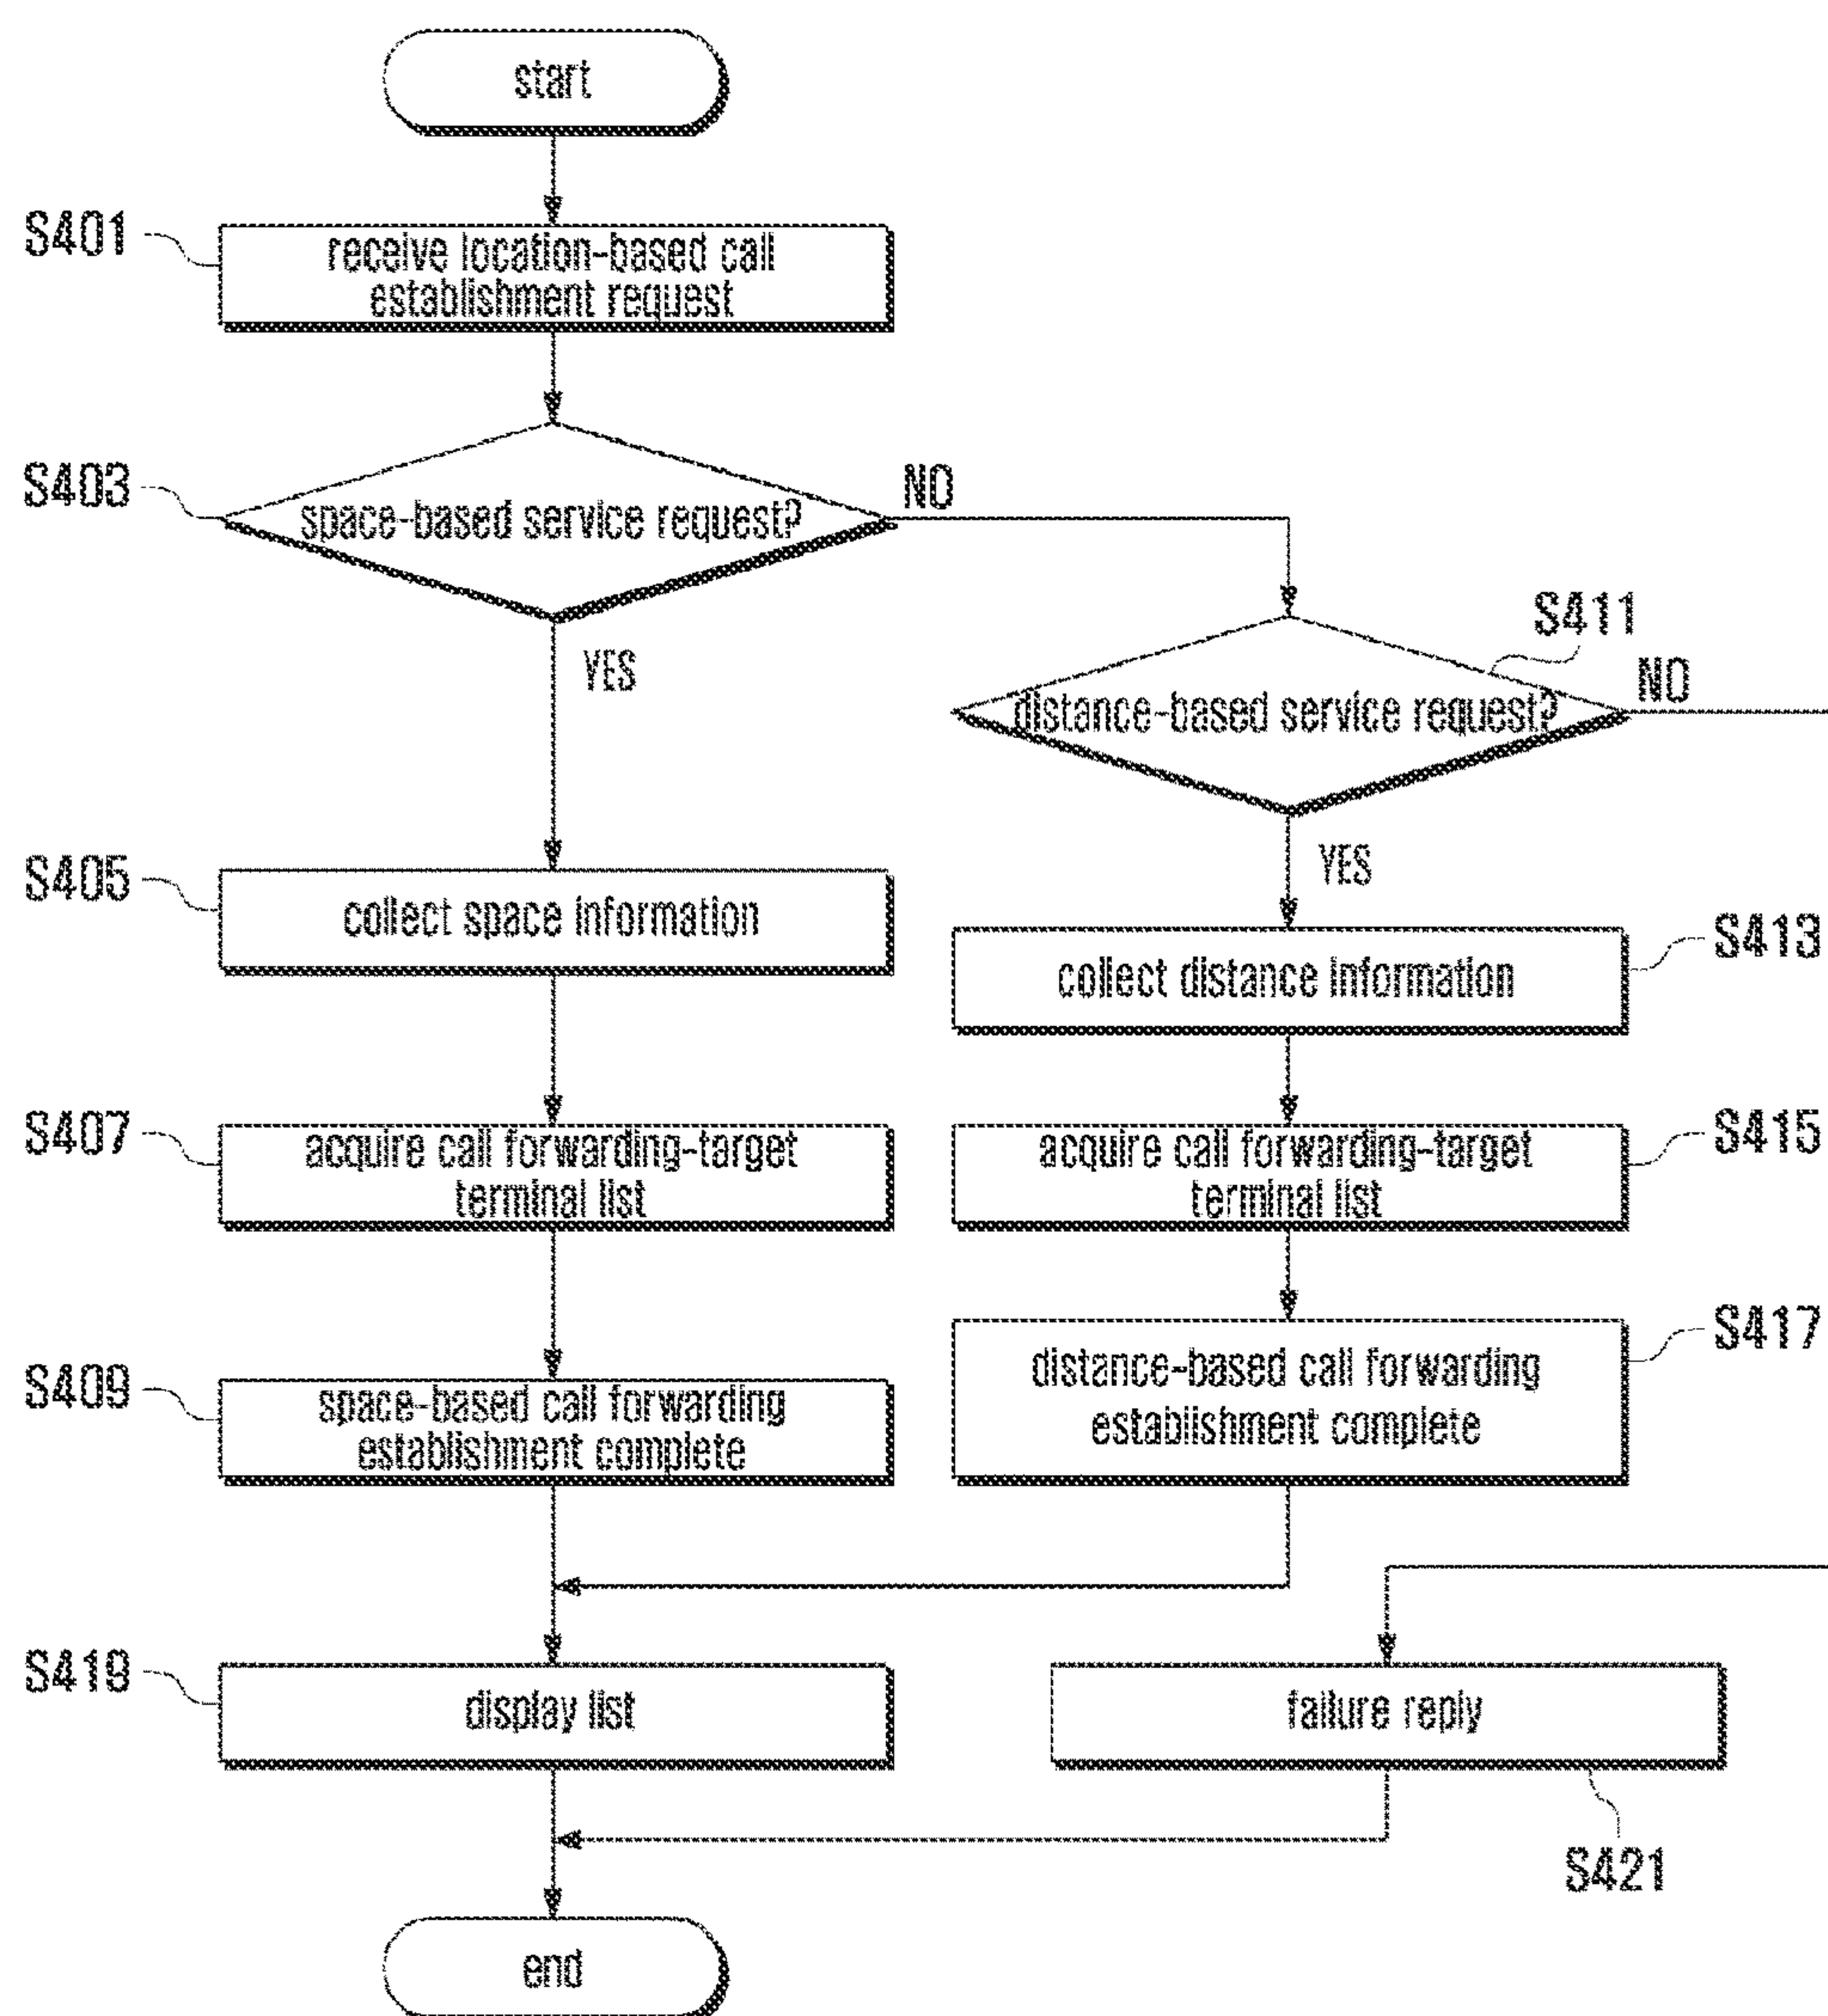 start
S401
receive location-based call
establishment request
S403
space-based service request?
NO
YES
S411
distance-based service request?
NO
YES
S405
collect space information
S413
collect distance information
S407
acquire call forwarding-target
terminal list
S415
acquire call forwarding-target
terminal list
S409
space-based call forwarding
establishment complete
S417
distance-based call forwarding
establishment complete
S419
display list
failure reply
S421
end